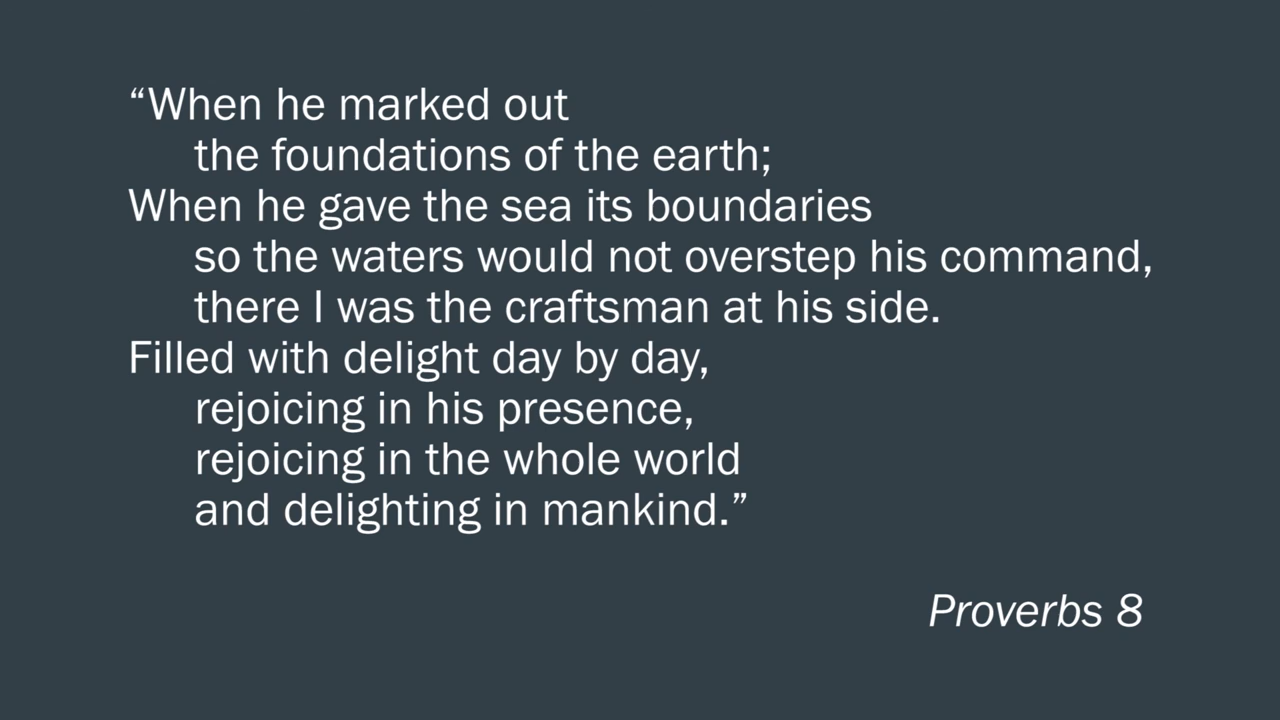 “When he marked out
the foundations of the earth;
When he gave the sea its boundaries
so the waters would not overstep his command,
there I was the craftsman at his side.
Filled with delight day by day,
rejoicing in his presence,
rejoicing in the whole world
and delighting in mankind.”
Proverbs 8